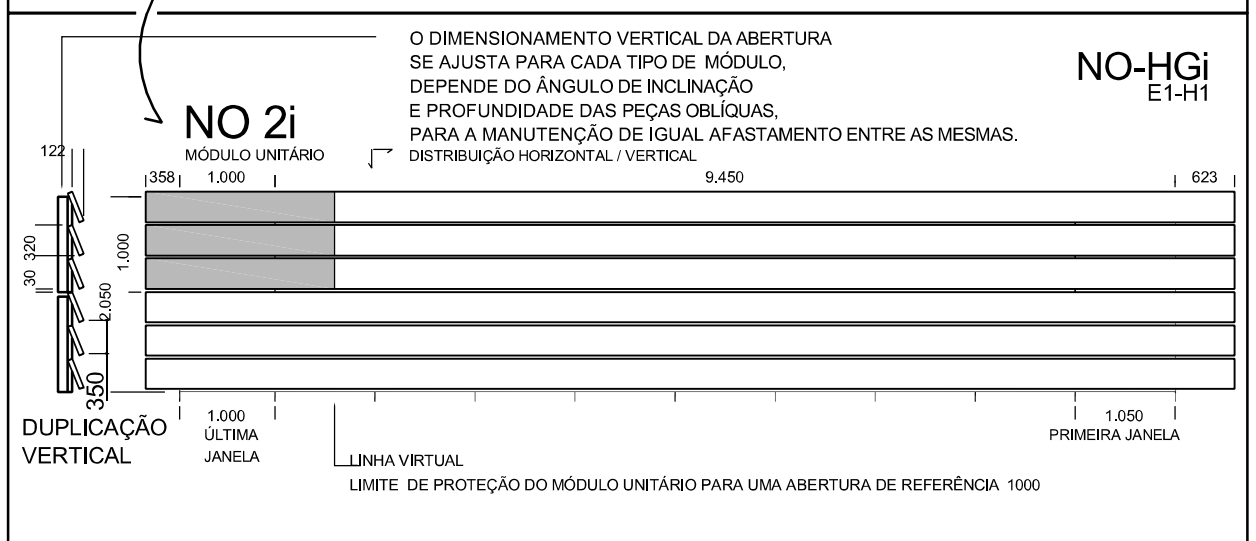 O DIMENSIONAMENTO VERTICAL DA ABERTURA
SE AJUSTA PARA CADA TIPO DE MÓDULO,
DEPENDE DO ÂNGULO DE INCLINAÇÃO
E PROFUNDIDADE DAS PEÇAS OBLÍQUAS,
PARA A MANUTENÇÃO DE IGUAL AFASTAMENTO ENTRE AS MESMAS.
NO-HGi
E1-H1
NO 2i
MÓDULO UNITÁRIO
DISTRIBUIÇÃO HORIZONTAL / VERTICAL
122
358
1.000
9.450
623
320
30
1.000
2.050
350
DUPLICAÇÃO
VERTICAL
1.000
ÚLTIMA
JANELA
1.050
PRIMEIRA JANELA
LINHA VIRTUAL
LIMITE DE PROTEÇÃO DO MÓDULO UNITÁRIO PARA UMA ABERTURA DE REFERÊNCIA 1000